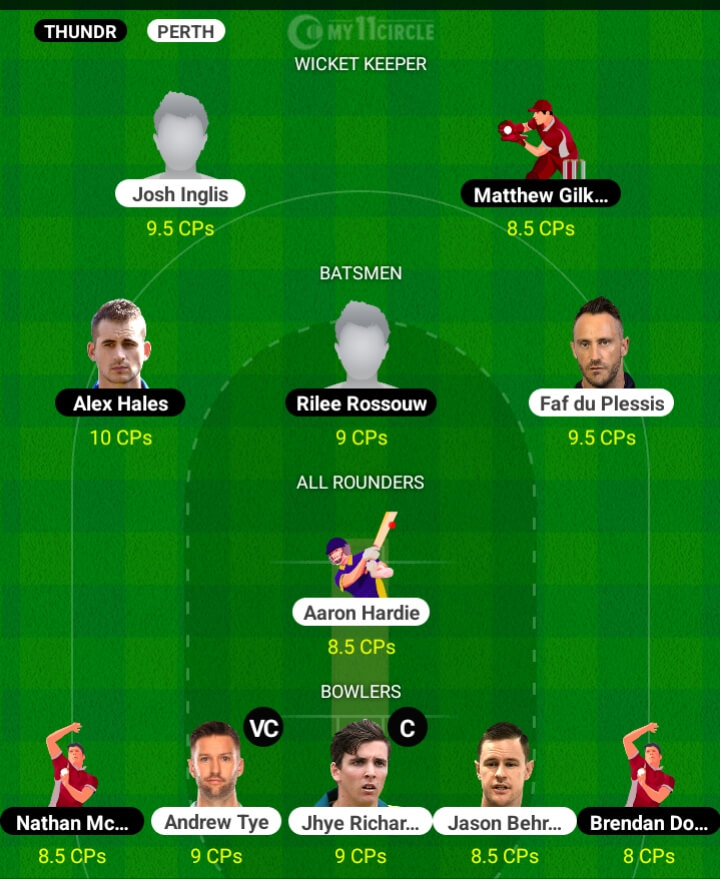 THUNDR PERTH MY11CIRCLE
WICKET KEEPER
Josh Inglis Matthew Gilk...
9.5 CPs 8.5 CPs
BATSMEN
Alex Hales Rilee Rossouw Faf du Plessis
10 CPs 9 CPs 9.5 CPs
ALL ROUNDERS
Aaron Hardie
8.5 CPs
BOWLERS
VC C
Nathan Mc... Andrew Tye Jhye Richar... Jason Behr... Brendan Do...
8.5 CPs 9 CPs 9 CPs 8.5 CPs 8 CPs